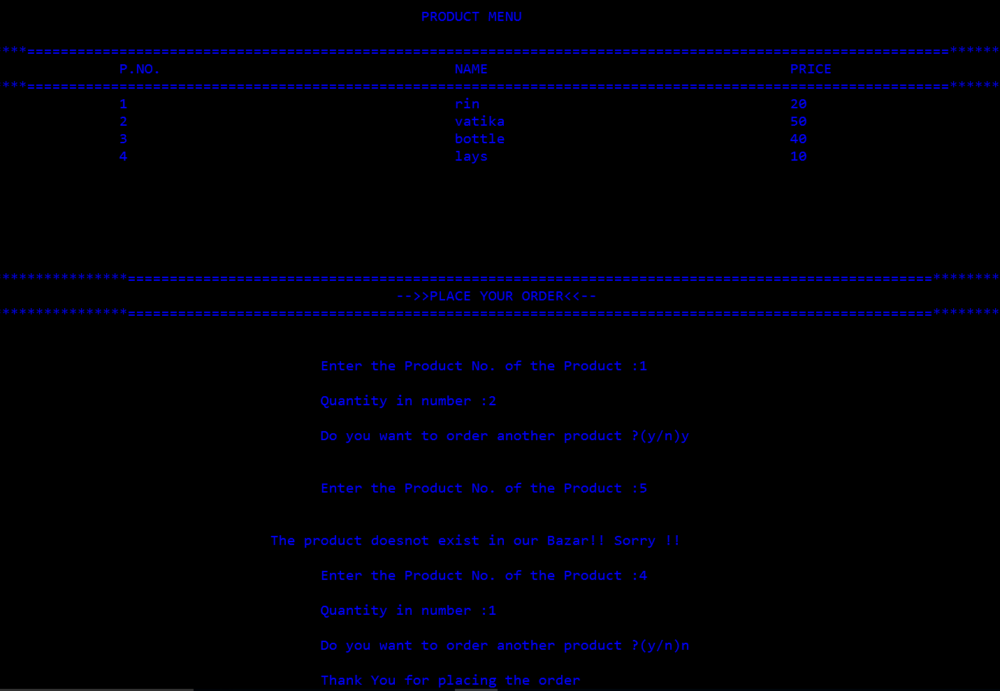 PRODUCT MENU
****==============================================================================================================******
P.NO. NAME PRICE
****==============================================================================================================******
1 rin 20
2 vatika 50
3 bottle 40
4 lays 10
***************================================================================================================********
-->>PLACE YOUR ORDER<<--
***************================================================================================================********
Enter the Product No. of the Product :1
Quantity in number :2
Do you want to order another product ?(y/n)y
Enter the Product No. of the Product :5
The product doesnot exist in our Bazar!! Sorry !!
Enter the Product No. of the Product :4
Quantity in number :1
Do you want to order another product ?(y/n)n
Thank You for placing the order